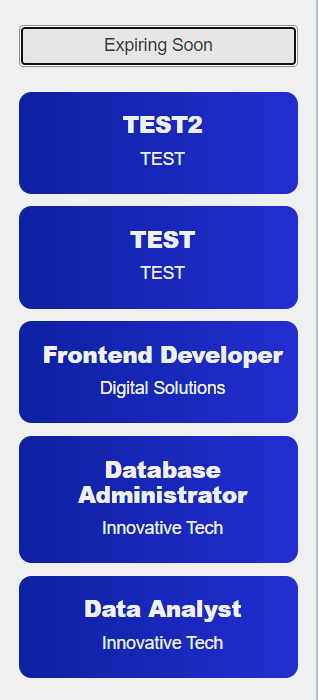 Expiring Soon
TEST2
TEST
TEST
TEST
Frontend Developer
Digital Solutions
Database
Administrator
Innovative Tech
Data Analyst
Innovative Tech